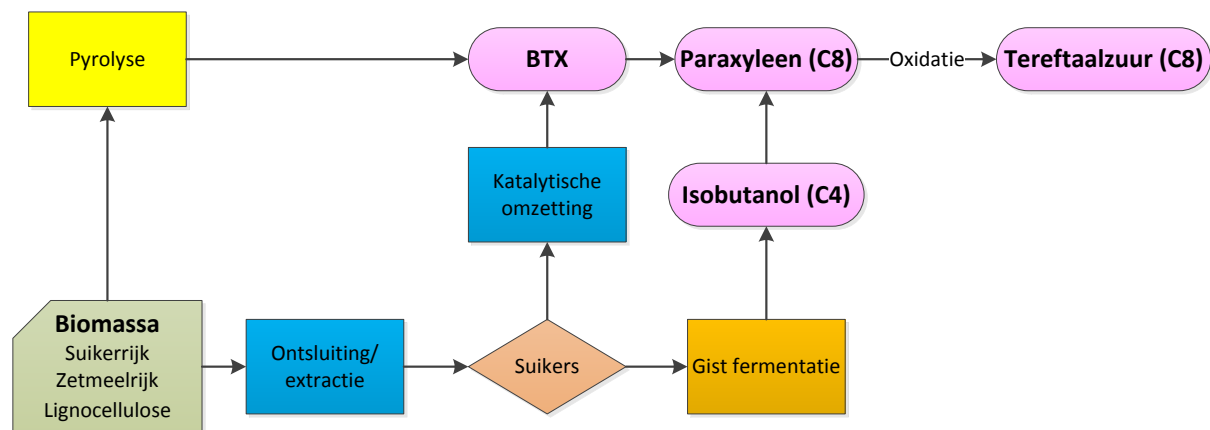 Pyrolyse
BTX
Paraxyleen (C8)
Oxidatie
Tereftaalzuur (C8)
Katalytische
omzetting
Isobutanol (C4)
Biomassa
Suikerrijk
Zetmeelrijk
Lignocellulose
Ontsluiting/
extractie
Suikers
Gist fermentatie